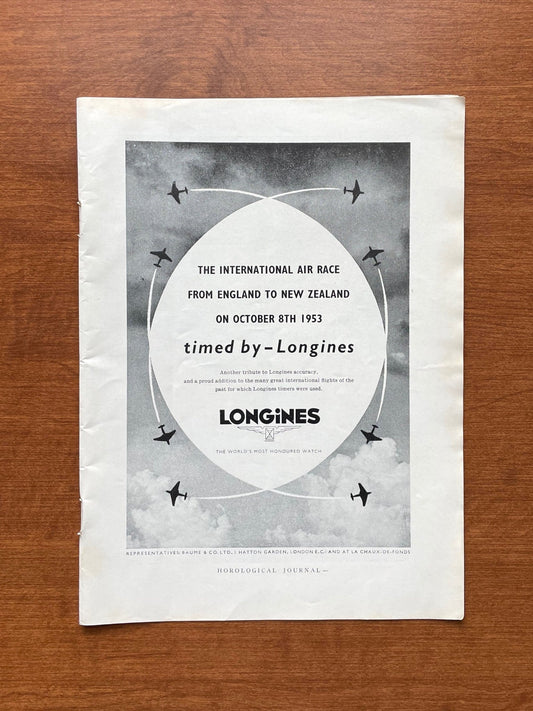 THE INTERNATIONAL AIR RACE
FROM ENGLAND TO NEW ZEALAND
ON OCTOBER 8TH 1953
timed by – Longines
Another tribute to Longines accuracy,
and a proud addition to the many great international flights of the
past for which Longines timers were used.
LONGiNES
THE WORLD'S MOST HONOURED WATCH
REPRESENTATIVES: BAUME & CO. LTD., 1 HATTON GARDEN, LONDON E.C.1 AND AT LA CHAUX-DE-FONDS
HOROLOGICAL JOURNAL